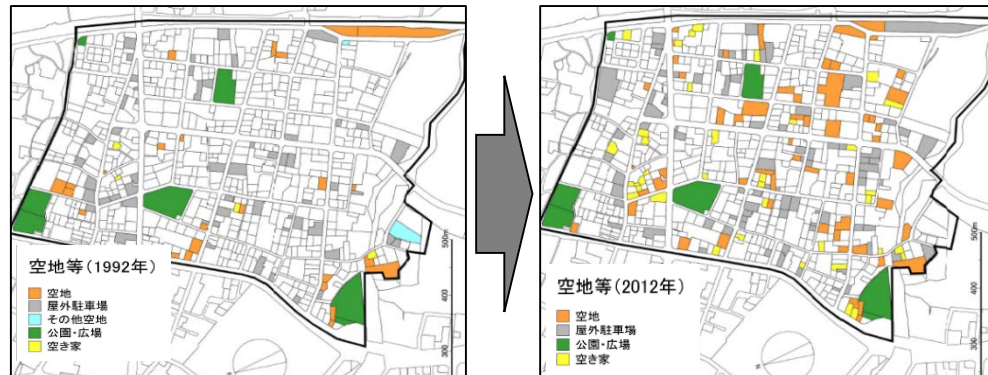 空地等(1992年)
空地
屋外駐車場
その他空地
公園・広場
空き家
500m
400
300
空地等(2012年)
空地
屋外駐車場
公園・広場
空き家
500m
400
300